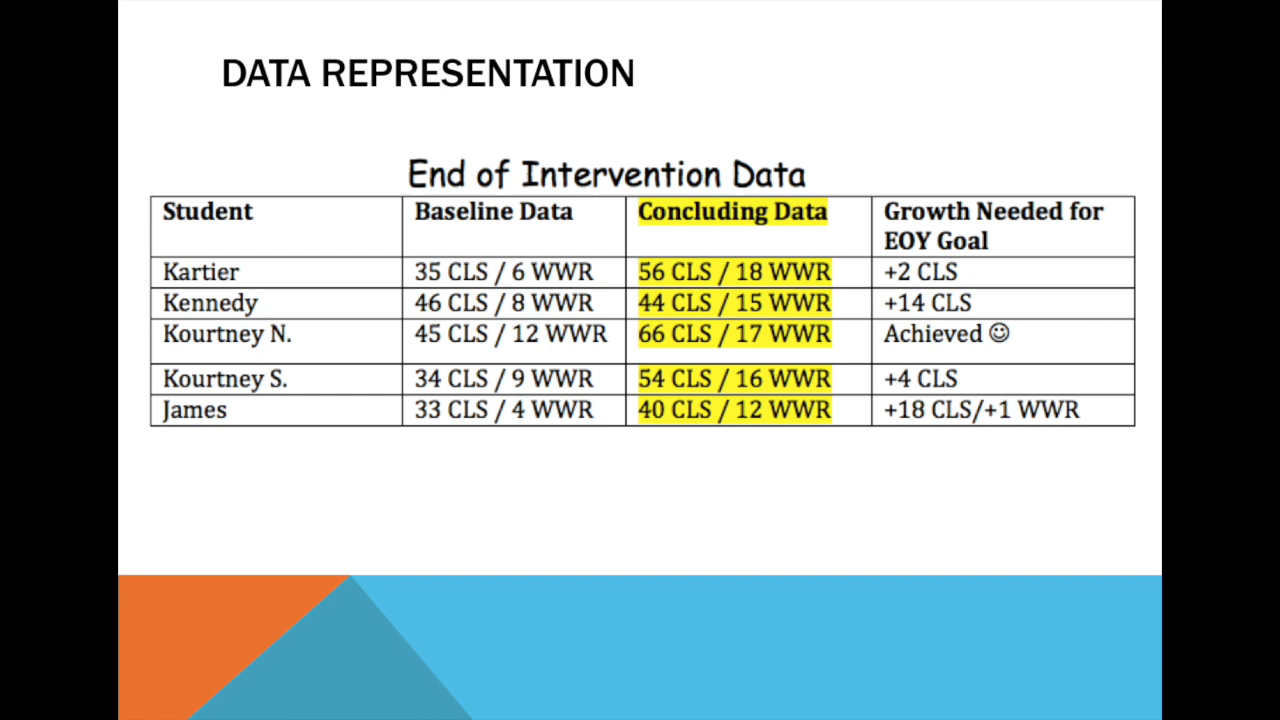 DATA REPRESENTATION
End of Intervention Data
Student Baseline Data Concluding Data Growth Needed for
EOY Goal
Kartier 35 CLS / 6 WWR 56 CLS / 18 WWR +2 CLS
Kennedy 46 CLS / 8 WWR 44 CLS / 15 WWR +14 CLS
Kourtney N. 45 CLS / 12 WWR 66 CLS / 17 WWR Achieved ☺
Kourtney S. 34 CLS / 9 WWR 54 CLS / 16 WWR +4 CLS
James 33 CLS / 4 WWR 40 CLS / 12 WWR +18 CLS/+1 WWR